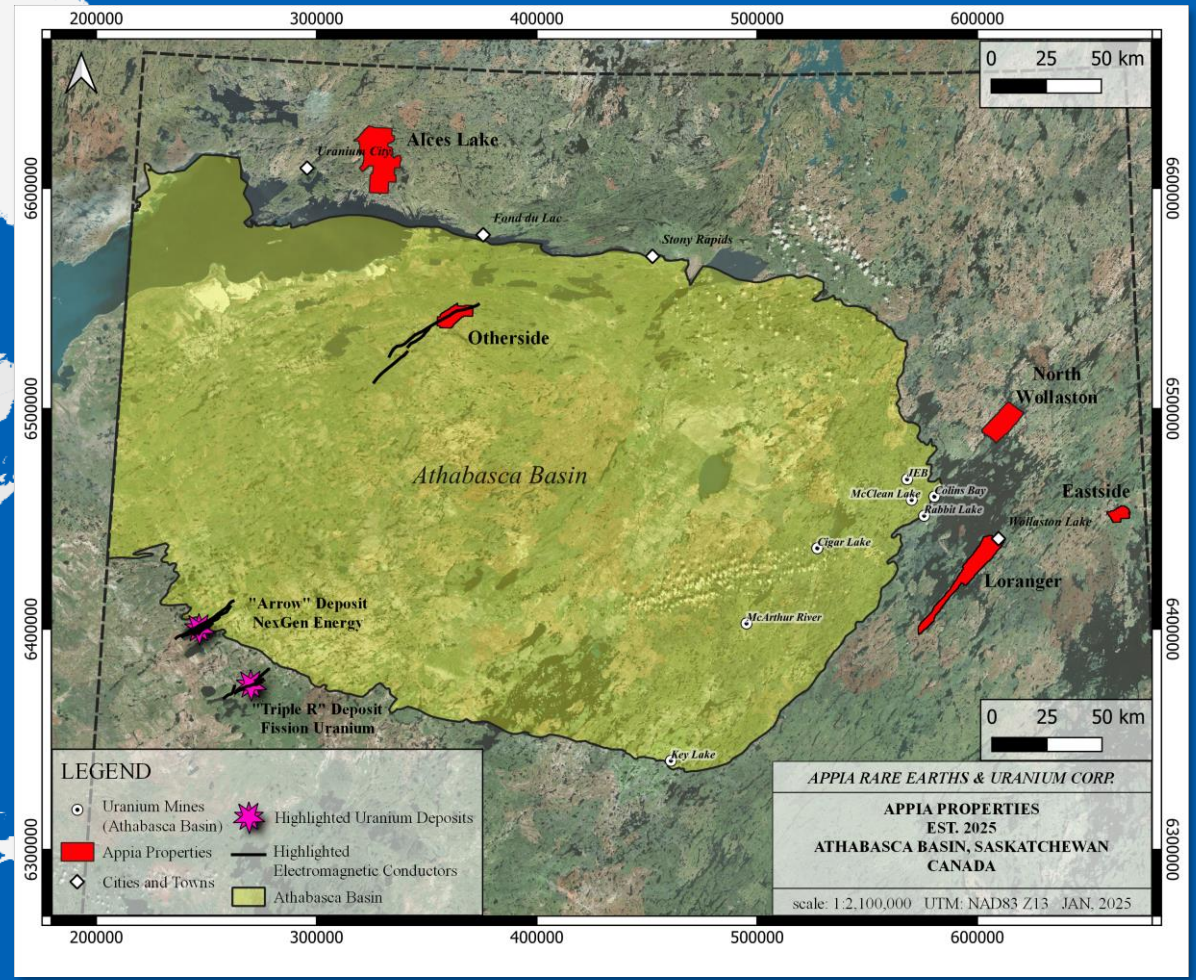 200000 300000 400000 500000 600000
0 25 50 km
6600000
6500000
6400000
6300000
6600000
6500000
6400000
6300000
Uranium City
Alces Lake
Fond du Lac
Stony Rapids
Otherside
North
Wollaston
Athabasca Basin
JEB
McClean Lake
Colins Bay
Rabbit Lake
Eastside
Wollaston Lake
Cigar Lake
Loranger
McArthur River
"Arrow" Deposit
NexGen Energy
"Triple R" Deposit
Fission Uranium
Key Lake
0 25 50 km
LEGEND
Uranium Mines
(Athabasca Basin)
Appia Properties
Cities and Towns
Highlighted Uranium Deposits
Highlighted
Electromagnetic Conductors
Athabasca Basin
APPIA RARE EARTHS & URANIUM CORP.
APPIA PROPERTIES
EST. 2025
ATHABASCA BASIN, SASKATCHEWAN
CANADA
scale: 1:2,100,000 UTM: NAD83 Z13 JAN, 2025
200000 300000 400000 500000 600000